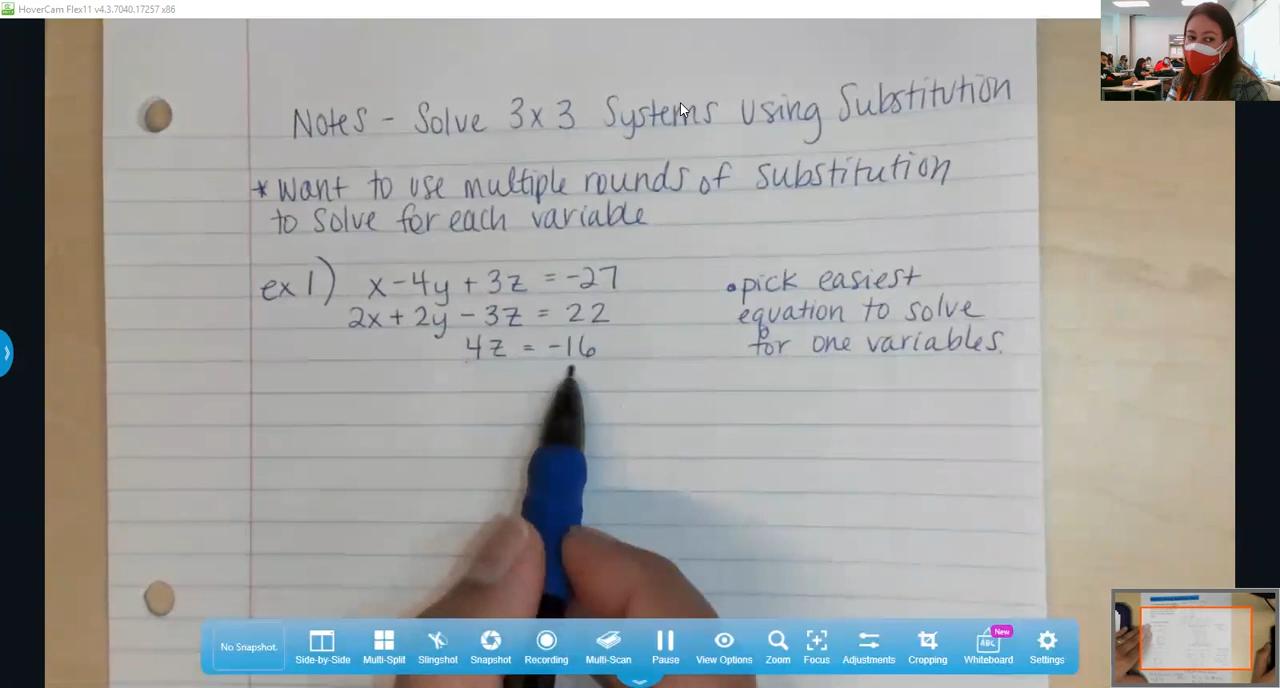 HoverCam Flex11 v4.3.7040.17257 x86
Notes - Solve 3x3 Systems Using Substitution
* want to use multiple rounds of substitution
to solve for each variable
ex 1) x - 4y + 3z = -27
2x + 2y - 3z = 22
4z = -16
• pick easiest
equation to solve
for one variables.
No Snapshot.
Side-by-Side
Multi-Split
Slingshot
Snapshot
Recording
Multi-Scan
Pause
View Options
Zoom
Focus
Adjustments
Cropping
ABC
New
Whiteboard
Settings